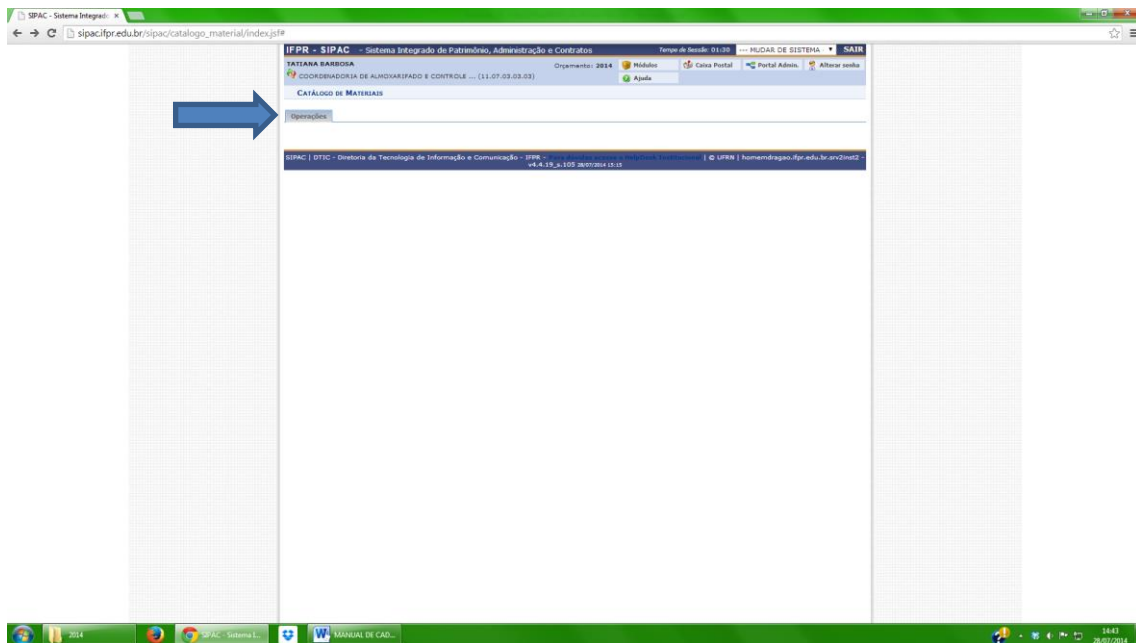 SIPAC - Sistema Integrado
sipac.ifpr.edu.br/sipac/catalogo_material/index.jsf#
IFPR - SIPAC - Sistema Integrado de Patrimônio, Administração e Contratos Tempo de Sessão: 01:30 --- MUDAR DE SISTEMA - SAIR
TATIANA BARBOSA Orçamento: 2014 Módulos Caixa Postal Portal Admin. Alterar senha
COORDENADORIA DE ALMOXARIFADO E CONTROLE ... (11.07.03.03.03) Ajuda
CATÁLOGO DE MATERIAIS
Operações
SIPAC | DTIC - Diretoria da Tecnologia de Informação e Comunicação - IFPR - | © UFRN | homemdragao.ifpr.edu.br.srv2inst2 -
v4.4.19_s.105 28/07/2014 15:15
2014 SIPAC - Sistema I... MANUAL DE CAD... 14:43
28/07/2014